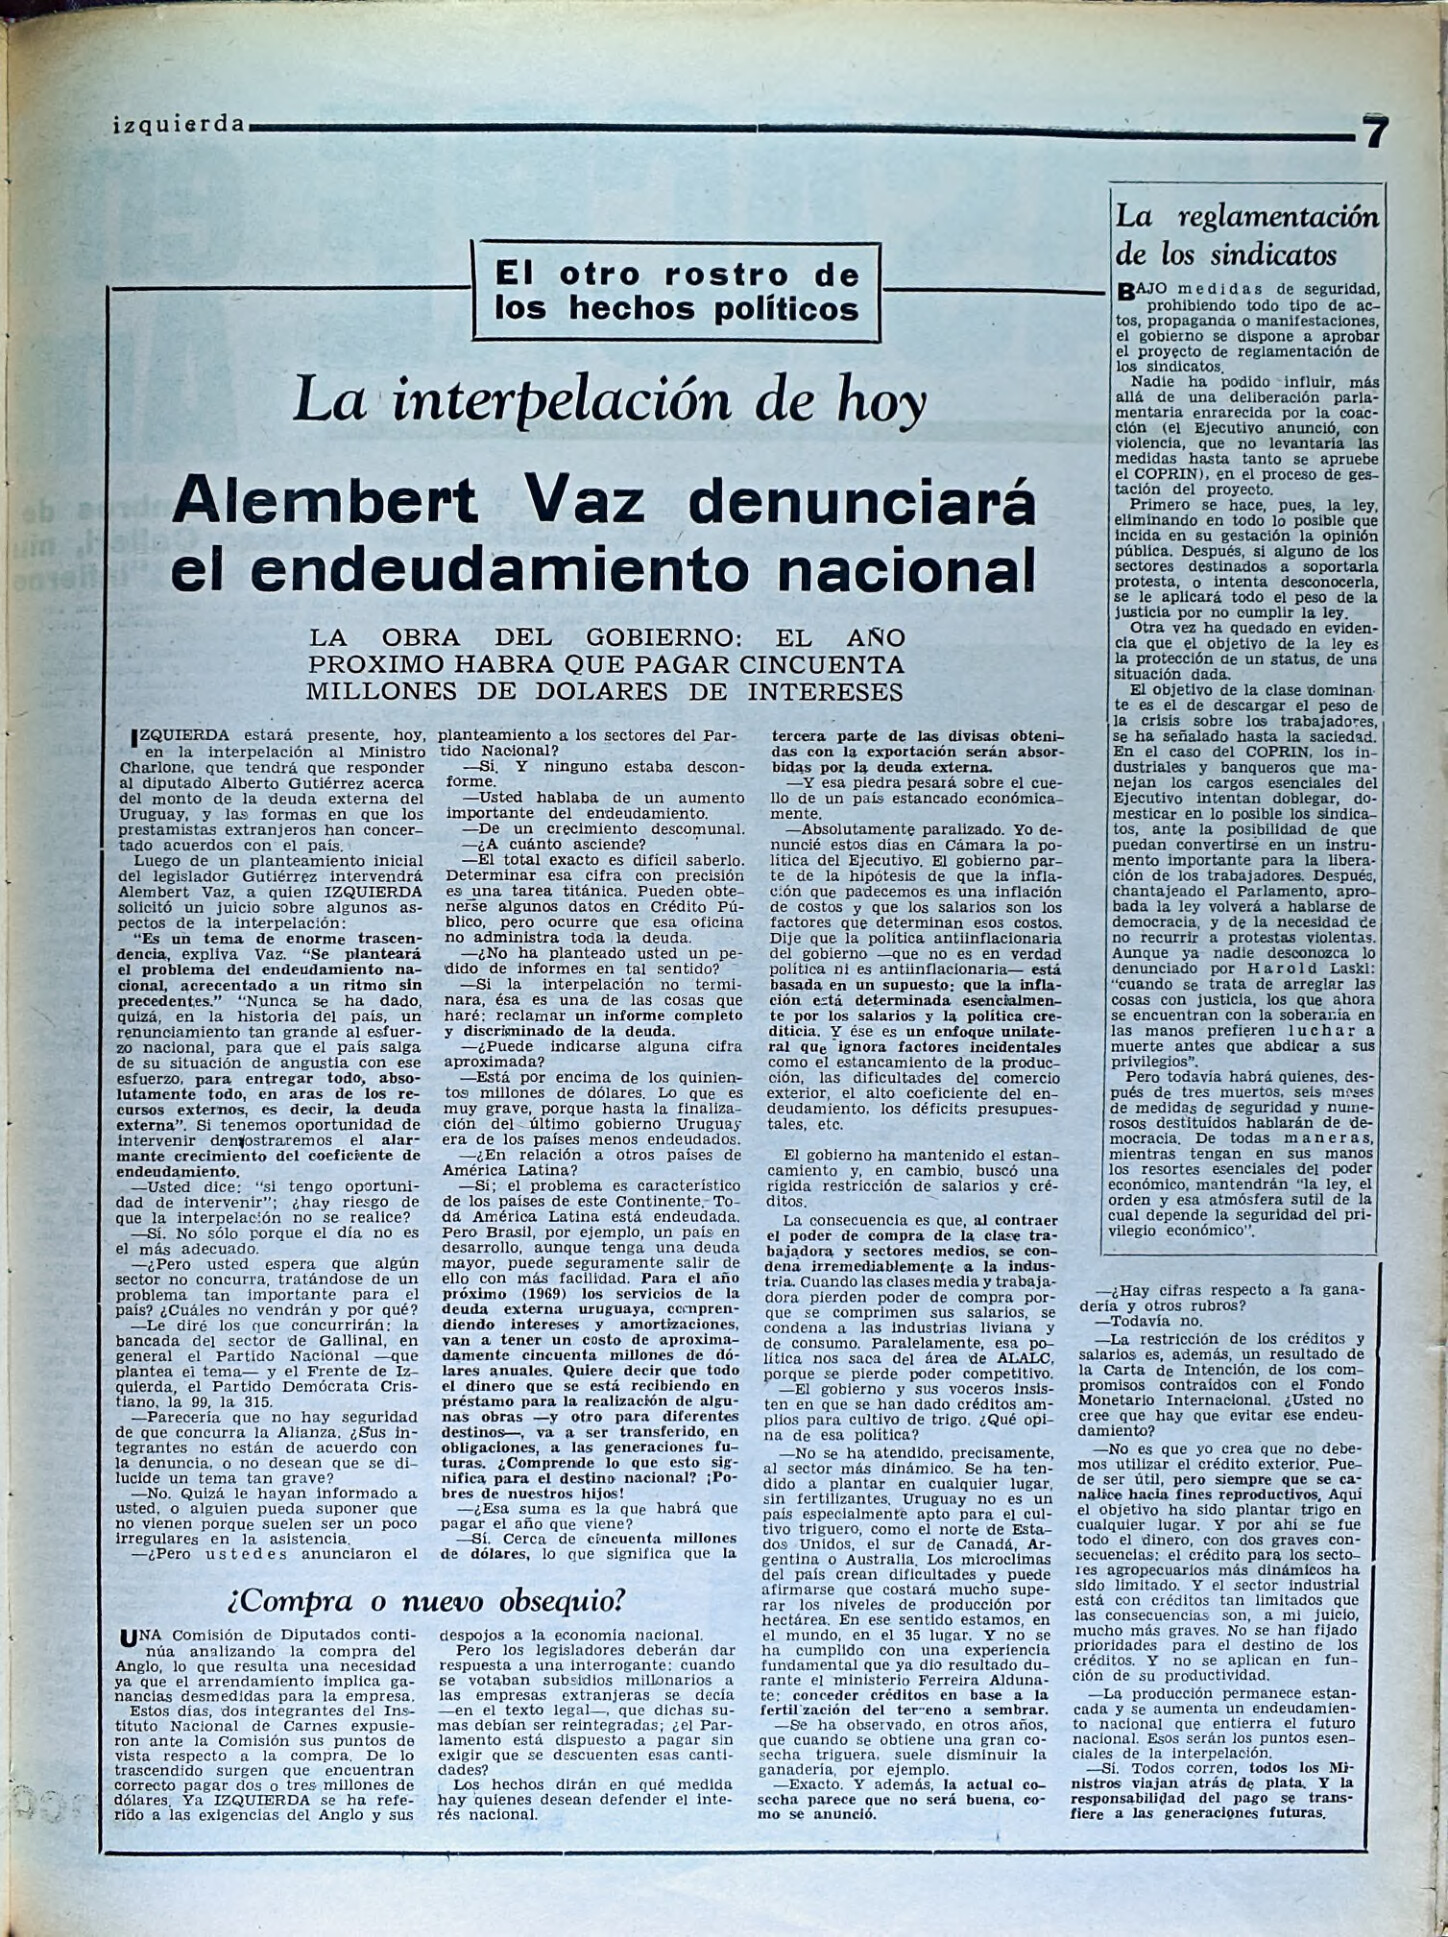 izquierda
7
El otro rostro de
los hechos políticos
La interpelación de hoy
Alembert Vaz denunciará
el endeudamiento nacional
LA OBRA DEL GOBIERNO: EL AÑO
PROXIMO HABRA QUE PAGAR CINCUENTA
MILLONES DE DOLARES DE INTERESES
IZQUIERDA estará presente, hoy,
en la interpelación al Ministro
Charlone, que tendrá que responder
al diputado Alberto Gutiérrez acerca
del monto de la deuda externa del
Uruguay, y las formas en que los
prestamistas extranjeros han concer-
tado acuerdos con el país.
Luego de un planteamiento inicial
del legislador Gutiérrez intervendrá
Alembert Vaz, a quien IZQUIERDA
solicitó un juicio sobre algunos as-
pectos de la interpelación:
"Es un tema de enorme trascen-
dencia, expliva Vaz. "Se planteará
el problema del endeudamiento na-
cional, acrecentado a un ritmo sin
precedentes." "Nunca se ha dado,
quizá, en la historia del país, un
renunciamiento tan grande al esfuer-
zo nacional, para que el país salga
de su situación de angustia con ese
esfuerzo, para entregar todo, abso-
lutamente todo, en aras de los re-
cursos externos, es decir, la deuda
externa". Si tenemos oportunidad de
intervenir demostraremos el alar-
mante crecimiento del coeficiente de
endeudamiento.
—Usted dice: "si tengo oportuni-
dad de intervenir"; ¿hay riesgo de
que la interpelación no se realice?
—Sí. No sólo porque el día no es
el más adecuado.
—¿Pero usted espera que algún
sector no concurra, tratándose de un
problema tan importante para el
país? ¿Cuáles no vendrán y por qué?
—Le diré los que concurrirán: la
bancada del sector de Gallinal, en
general el Partido Nacional —que
plantea el tema— y el Frente de Iz-
quierda, el Partido Demócrata Cris-
tiano, la 99, la 315.
—Parecería que no hay seguridad
de que concurra la Alianza. ¿Sus in-
tegrantes no están de acuerdo con
la denuncia, o no desean que se di-
lucide un tema tan grave?
—No. Quizá le hayan informado a
usted, o alguien pueda suponer que
no vienen porque suelen ser un poco
irregulares en la asistencia.
—¿Pero ustedes anunciaron el
planteamiento a los sectores del Par-
tido Nacional?
—Si. Y ninguno estaba descon-
forme.
—Usted hablaba de un aumento
importante del endeudamiento.
—De un crecimiento descomunal.
—¿A cuánto asciende?
—El total exacto es difícil saberlo.
Determinar esa cifra con precisión
es una tarea titánica. Pueden obte-
nerse algunos datos en Crédito Pú-
blico, pero ocurre que esa oficina
no administra toda la deuda.
—¿No ha planteado usted un pe-
dido de informes en tal sentido?
—Si la interpelación no termi-
nara, ésa es una de las cosas que
haré: reclamar un informe completo
y discriminado de la deuda.
—¿Puede indicarse alguna cifra
aproximada?
—Está por encima de los quinien-
tos millones de dólares. Lo que es
muy grave, porque hasta la finaliza-
ción del último gobierno Uruguay
era de los países menos endeudados.
—¿En relación a otros países de
América Latina?
—Sí; el problema es característico
de los países de este Continente. To-
da América Latina está endeudada.
Pero Brasil, por ejemplo, un país en
desarrollo, aunque tenga una deuda
mayor, puede seguramente salir de
ello con más facilidad. Para el año
próximo (1969) los servicios de la
deuda externa uruguaya, compren-
diendo intereses y amortizaciones,
van a tener un costo de aproxima-
damente cincuenta millones de dó-
lares anuales. Quiere decir que todo
el dinero que se está recibiendo en
préstamo para la realización de algu-
nas obras —y otro para diferentes
destinos—, va a ser transferido, en
obligaciones, a las generaciones fu-
turas. ¿Comprende lo que esto sig-
nifica para el destino nacional? ¡Po-
bres de nuestros hijos!
—¿Esa suma es la que habrá que
pagar el año que viene?
—Sí. Cerca de cincuenta millones
de dólares, lo que significa que la
tercera parte de las divisas obteni-
das con la exportación serán absor-
bidas por la deuda externa.
—Y esa piedra pesará sobre el cue-
llo de un país estancado económica-
mente.
—Absolutamente paralizado. Yo de-
nuncié estos días en Cámara la po-
lítica del Ejecutivo. El gobierno par-
te de la hipótesis de que la infla-
ción que padecemos es una inflación
de costos y que los salarios son los
factores que determinan esos costos.
Dije que la política antiinflacionaria
del gobierno —que no es en verdad
política ni es antiinflacionaria— está
basada en un supuesto: que la infla-
ción está determinada esencialmen-
te por los salarios y la política cre-
diticia. Y ése es un enfoque unilate-
ral que ignora factores incidentales
como el estancamiento de la produc-
ción, las dificultades del comercio
exterior, el alto coeficiente del en-
deudamiento, los déficits presupues-
tales, etc.
El gobierno ha mantenido el estan-
camiento y, en cambio, buscó una
rígida restricción de salarios y cré-
ditos.
La consecuencia es que, al contraer
el poder de compra de la clase tra-
bajadora y sectores medios, se con-
dena irremediablemente a la indus-
tria. Cuando las clases media y trabaja-
dora pierden poder de compra por-
que se comprimen sus salarios, se
condena a las industrias liviana y
de consumo. Paralelamente, esa po-
lítica nos saca del área de ALALC,
porque se pierde poder competitivo.
—El gobierno y sus voceros insis-
ten en que se han dado créditos am-
plios para cultivo de trigo. ¿Qué opi-
na de esa política?
—No se ha atendido, precisamente,
al sector más dinámico. Se ha ten-
dido a plantar en cualquier lugar,
sin fertilizantes. Uruguay no es un
país especialmente apto para el cul-
tivo triguero, como el norte de Esta-
dos Unidos, el sur de Canadá, Ar-
gentina o Australia. Los microclimas
del país crean dificultades y puede
afirmarse que costará mucho supe-
rar los niveles de producción por
hectárea. En ese sentido estamos, en
el mundo, en el 35 lugar. Y no se
ha cumplido con una experiencia
fundamental que ya dio resultado du-
rante el ministerio Ferreira Alduna-
te: conceder créditos en base a la
fertilización del terreno a sembrar.
—Se ha observado, en otros años,
que cuando se obtiene una gran co-
secha triguera, suele disminuir la
ganadería, por ejemplo.
—Exacto. Y además, la actual co-
secha parece que no será buena, co-
mo se anunció.
—¿Hay cifras respecto a la gana-
dería y otros rubros?
—Todavía no.
—La restricción de los créditos y
salarios es, además, un resultado de
la Carta de Intención, de los com-
promisos contraídos con el Fondo
Monetario Internacional. ¿Usted no
cree que hay que evitar ese endeu-
damiento?
—No es que yo crea que no debe-
mos utilizar el crédito exterior. Pue-
de ser útil, pero siempre que se ca-
nalice hacia fines reproductivos. Aquí
el objetivo ha sido plantar trigo en
cualquier lugar. Y por ahí se fue
todo el dinero, con dos graves con-
secuencias: el crédito para los secto-
res agropecuarios más dinámicos ha
sido limitado. Y el sector industrial
está con créditos tan limitados que
las consecuencias son, a mi juicio,
mucho más graves. No se han fijado
prioridades para el destino de los
créditos. Y no se aplican en fun-
ción de su productividad.
—La producción permanece estan-
cada y se aumenta un endeudamien-
to nacional que entierra el futuro
nacional. Esos serán los puntos esen-
ciales de la interpelación.
—Si. Todos corren, todos los Mi-
nistros viajan atrás de plata. Y la
responsabilidad del pago se trans-
fiere a las generaciones futuras.
¿Compra o nuevo obsequio?
UNA Comisión de Diputados conti-
núa analizando la compra del
Anglo, lo que resulta una necesidad
ya que el arrendamiento implica ga-
nancias desmedidas para la empresa.
Estos días, dos integrantes del Ins-
tituto Nacional de Carnes expusie-
ron ante la Comisión sus puntos de
vista respecto a la compra. De lo
trascendido surgen que encuentran
correcto pagar dos o tres millones de
dólares. Ya IZQUIERDA se ha refe-
rido a las exigencias del Anglo y sus
despojos a la economía nacional.
Pero los legisladores deberán dar
respuesta a una interrogante: cuando
se votaban subsidios millonarios a
las empresas extranjeras se decía
—en el texto legal—, que dichas su-
mas debían ser reintegradas; ¿el Par-
lamento está dispuesto a pagar sin
exigir que se descuenten esas canti-
dades?
Los hechos dirán en qué medida
hay quienes desean defender el inte-
rés nacional.
La reglamentación
de los sindicatos
BAJO medidas de seguridad,
prohibiendo todo tipo de ac-
tos, propaganda o manifestaciones,
el gobierno se dispone a aprobar
el proyecto de reglamentación de
los sindicatos.
Nadie ha podido influir, más
allá de una deliberación parla-
mentaria enrarecida por la coac-
ción (el Ejecutivo anunció, con
violencia, que no levantaría las
medidas hasta tanto se apruebe
el COPRIN), en el proceso de ges-
tación del proyecto.
Primero se hace, pues, la ley,
eliminando en todo lo posible que
incida en su gestación la opinión
pública. Después, si alguno de los
sectores destinados a soportarla
protesta, o intenta desconocerla,
se le aplicará todo el peso de la
justicia por no cumplir la ley.
Otra vez ha quedado en eviden-
cia que el objetivo de la ley es
la protección de un status, de una
situación dada.
El objetivo de la clase dominan-
te es el de descargar el peso de
la crisis sobre los trabajadores,
se ha señalado hasta la saciedad.
En el caso del COPRIN, los in-
dustriales y banqueros que ma-
nejan los cargos esenciales del
Ejecutivo intentan doblegar, do-
mesticar en lo posible los sindica-
tos, ante la posibilidad de que
puedan convertirse en un instru-
mento importante para la libera-
ción de los trabajadores. Después,
chantajeado el Parlamento, apro-
bada la ley volverá a hablarse de
democracia, y de la necesidad de
no recurrir a protestas violentas.
Aunque ya nadie desconozca lo
denunciado por Harold Laski:
"cuando se trata de arreglar las
cosas con justicia, los que ahora
se encuentran con la soberanía en
las manos prefieren luchar a
muerte antes que abdicar a sus
privilegios".
Pero todavía habrá quienes, des-
pués de tres muertos, seis meses
de medidas de seguridad y nume-
rosos destituídos hablarán de de-
mocracia. De todas maneras,
mientras tengan en sus manos
los resortes esenciales del poder
económico, mantendrán "la ley, el
orden y esa atmósfera sutil de la
cual depende la seguridad del pri-
vilegio económico".